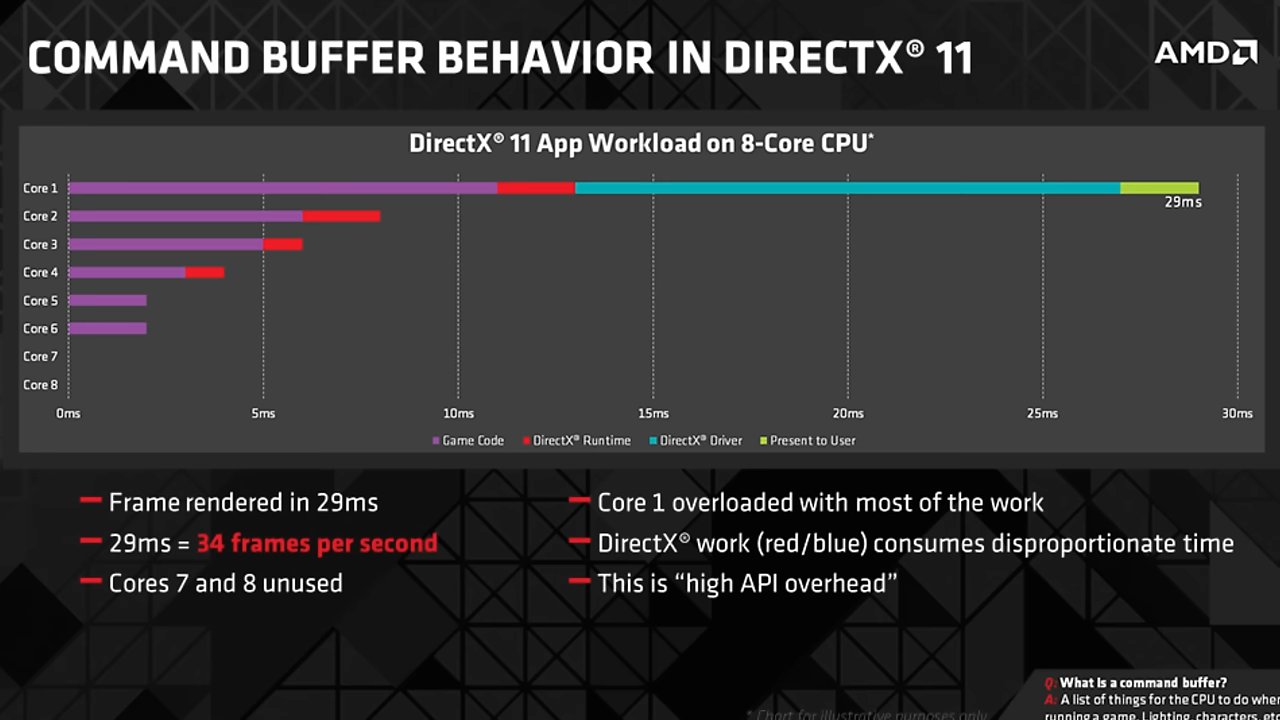 COMMAND BUFFER BEHAVIOR IN DIRECTX® 11
AMD
DirectX® 11 App Workload on 8-Core CPU*
Core 1
29ms
Core 2
Core 3
Core 4
Core 5
Core 6
Core 7
Core 8
0ms 5ms 10ms 15ms 20ms 25ms 30ms
Game Code DirectX® Runtime DirectX® Driver Present to User
Frame rendered in 29ms
29ms = 34 frames per second
Cores 7 and 8 unused
Core 1 overloaded with most of the work
DirectX® work (red/blue) consumes disproportionate time
This is “high API overhead”
Q: What is a command buffer?
A: A list of things for the CPU to do when
running a game. Lighting, characters, etc
* Chart for illustrative purposes only